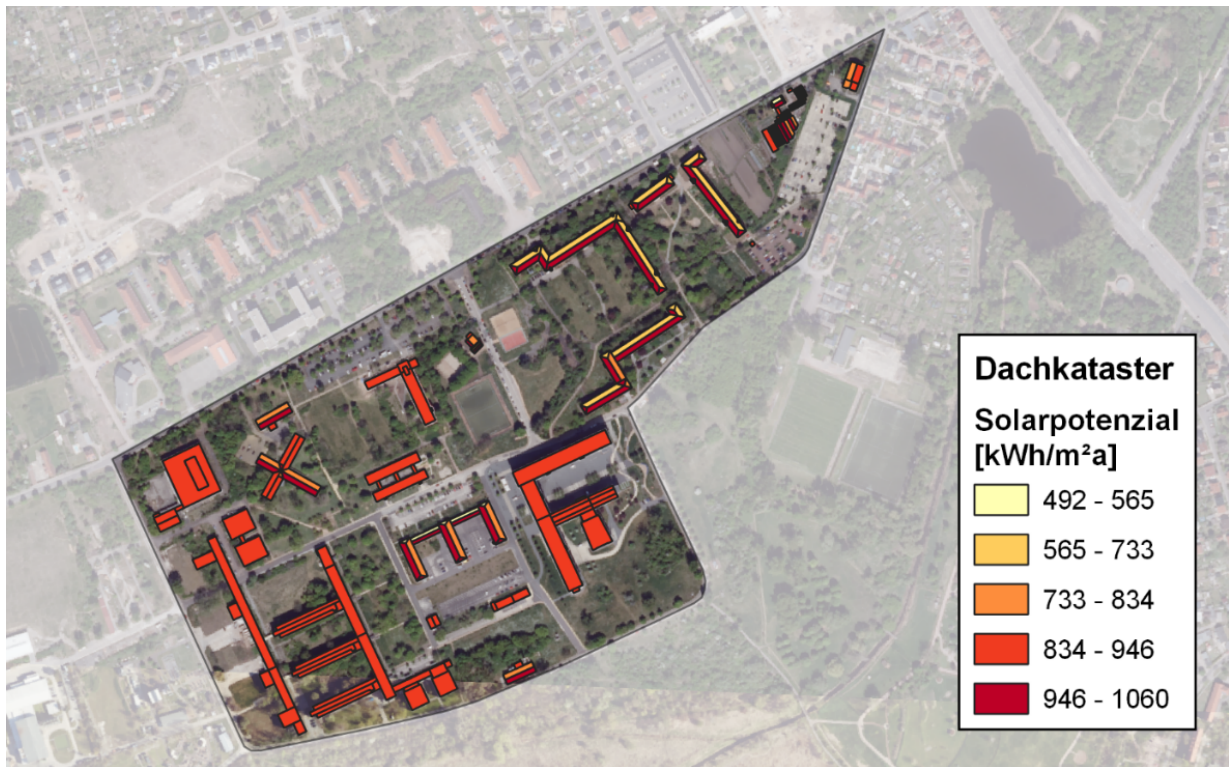 Dachkataster
Solarpotenzial
[kWh/m²a]
492 - 565
565 - 733
733 - 834
834 - 946
946 - 1060